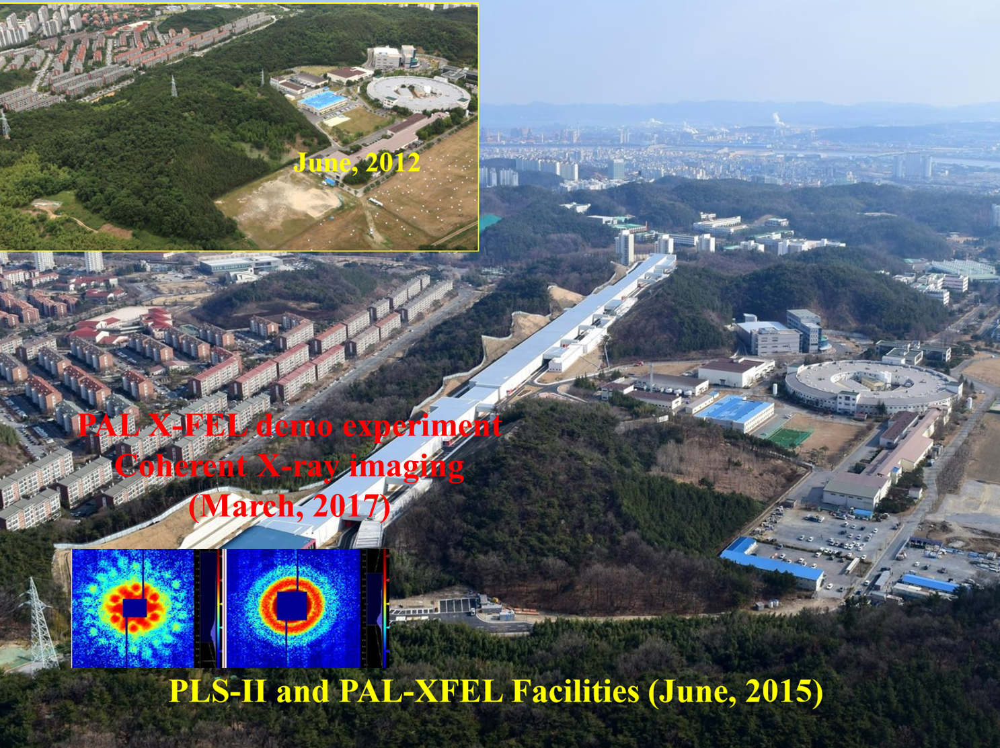 June, 2012
PAL X-FEL demo experiment
Coherent X-ray imaging
(March, 2017)
PLS-II and PAL-XFEL Facilities (June, 2015)